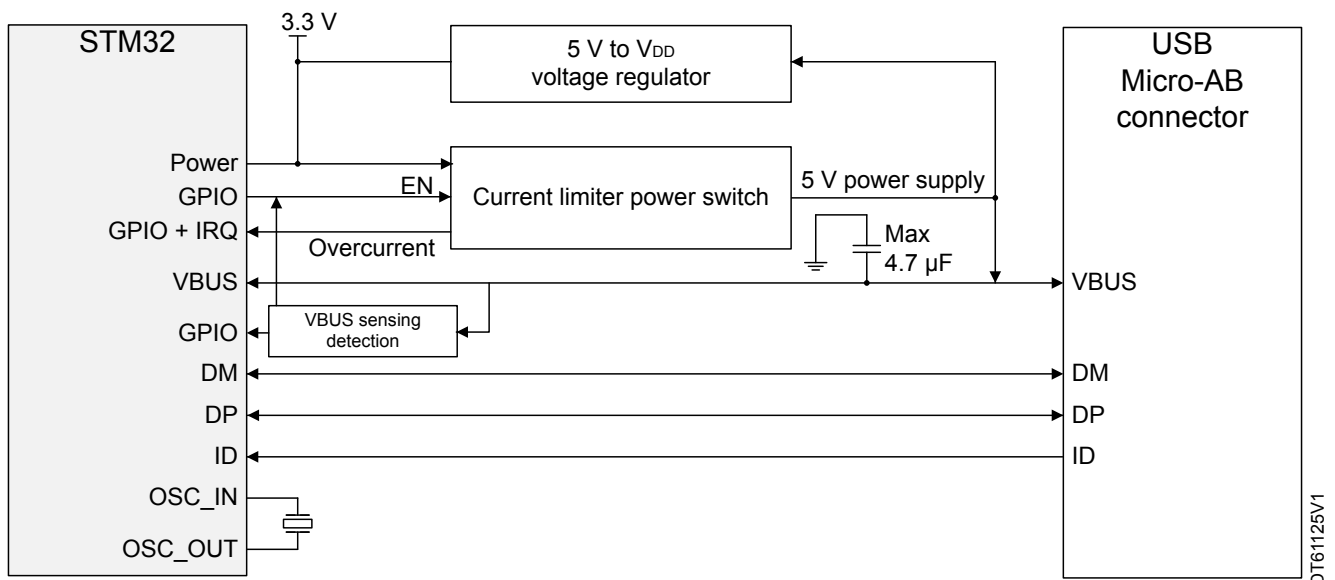 3.3 V
STM32
5 V to VDD
voltage regulator
USB
Micro-AB
connector
Power
GPIO
EN
Current limiter power switch
5 V power supply
GPIO + IRQ
Overcurrent
Max
4.7 µF
VBUS
VBUS
GPIO
VBUS sensing
detection
DM
DM
DP
DP
ID
ID
OSC_IN
OSC_OUT
DT61125V1